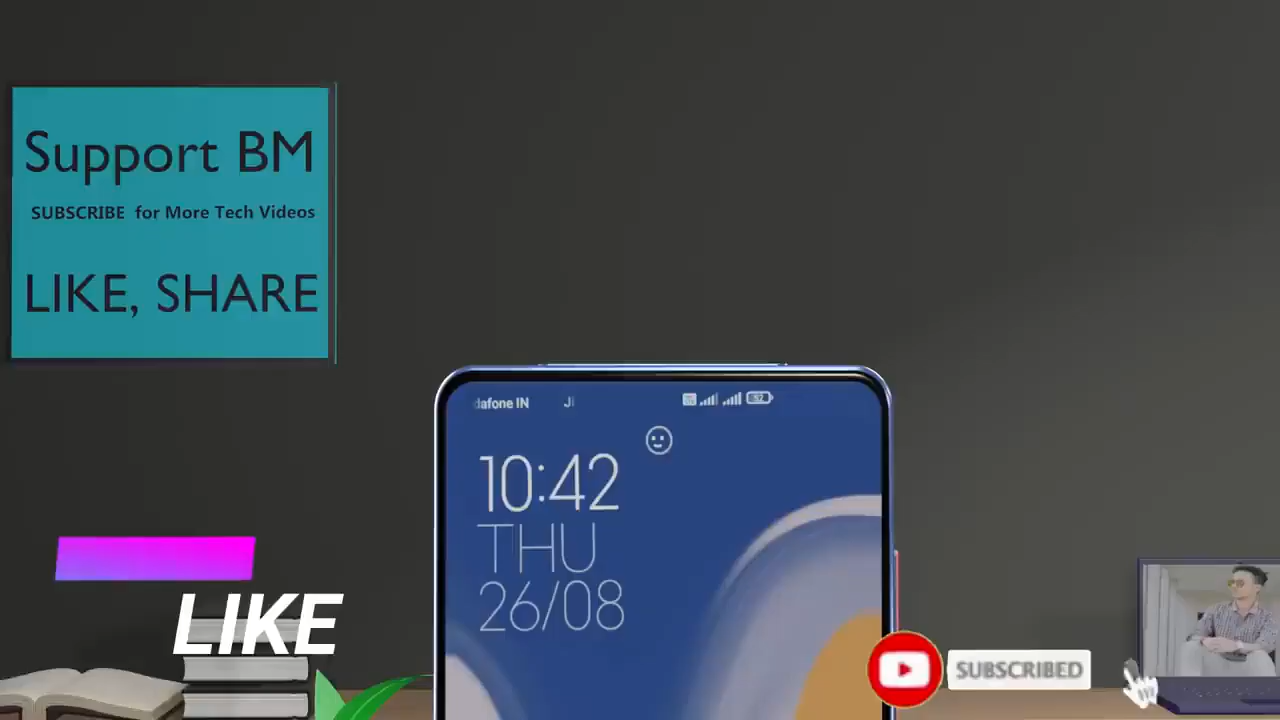 Support BM
SUBSCRIBE for More Tech Videos
LIKE, SHARE
dafone IN
10:42
THU
26/08
LIKE
SUBSCRIBED